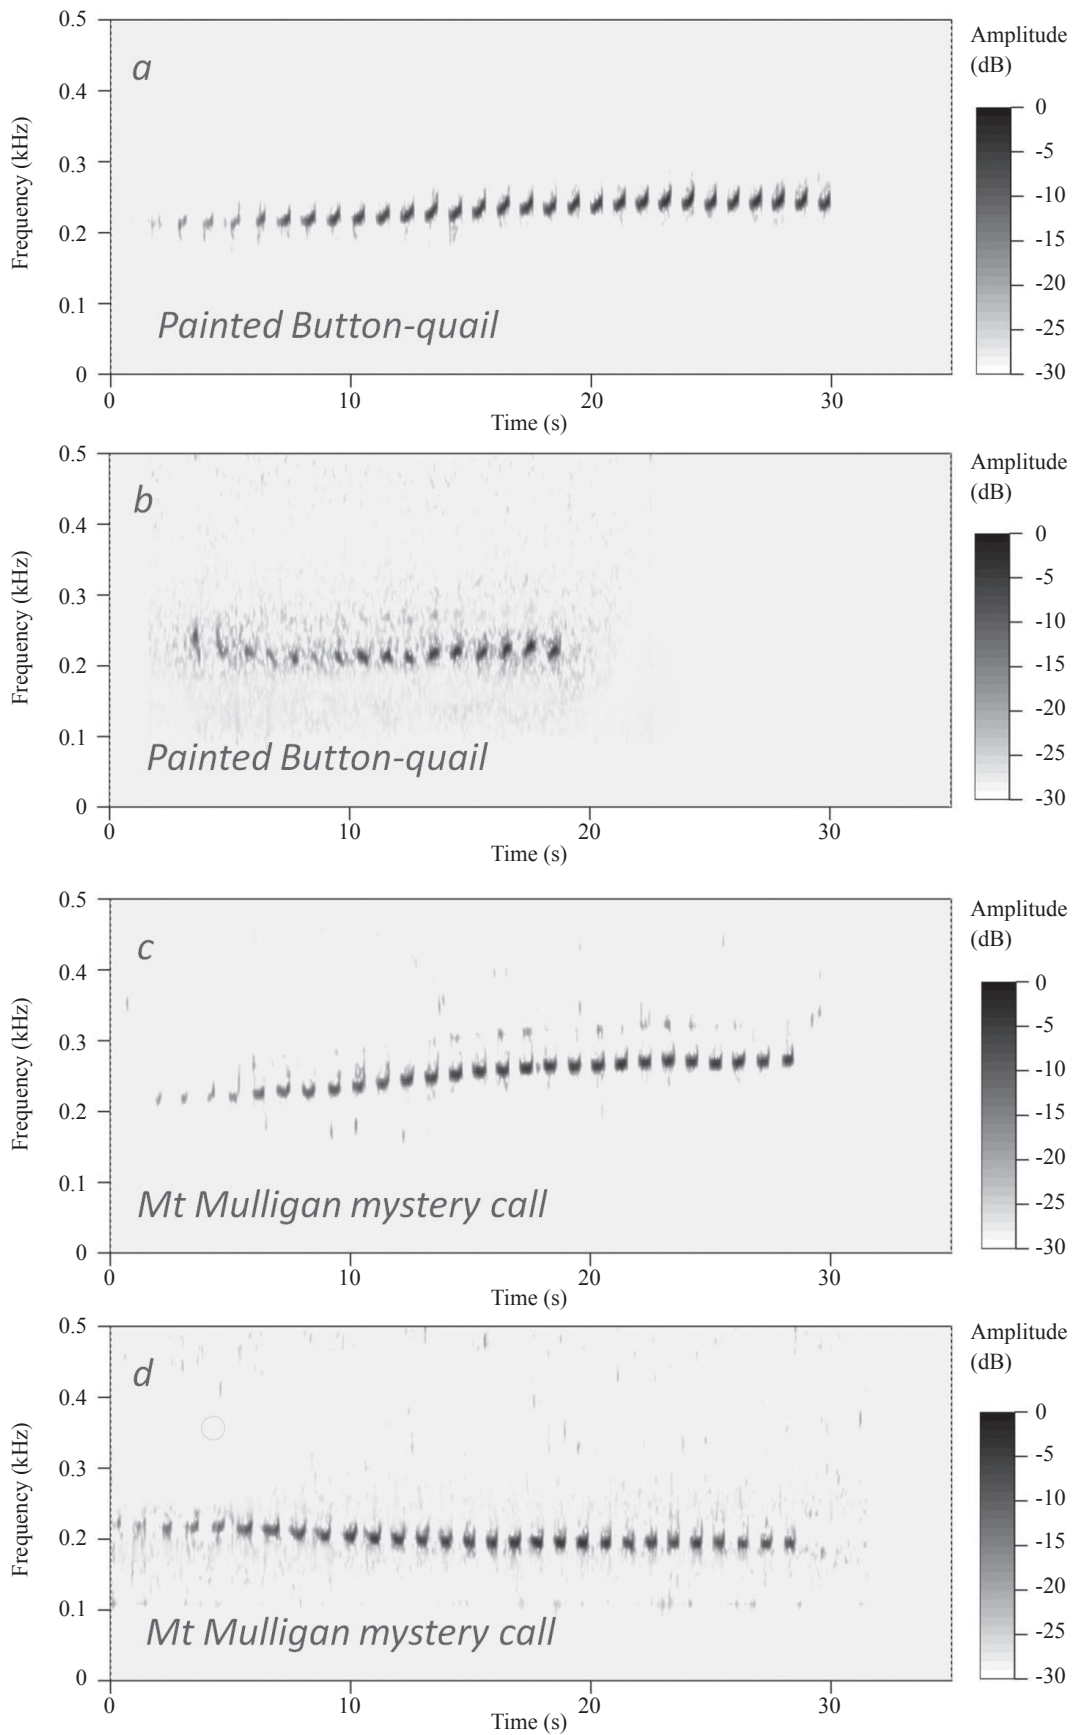 0.5
Amplitude
(dB)
a
0
0.4
-5
Frequency (kHz)
0.3
-10
-15
0.2
-20
0.1
Painted Button-quail
-25
0
-30
0
10
20
30
Time (s)
0.5
Amplitude
(dB)
b
0
0.4
-5
Frequency (kHz)
0.3
-10
-15
0.2
-20
0.1
Painted Button-quail
-25
0
-30
0
10
20
30
Time (s)
0.5
Amplitude
(dB)
c
0
0.4
-5
Frequency (kHz)
0.3
-10
-15
0.2
-20
0.1
Mt Mulligan mystery call
-25
0
-30
0
10
20
30
Time (s)
0.5
Amplitude
(dB)
d
0
0.4
-5
Frequency (kHz)
0.3
-10
-15
0.2
-20
0.1
Mt Mulligan mystery call
-25
0
-30
0
10
20
30
Time (s)